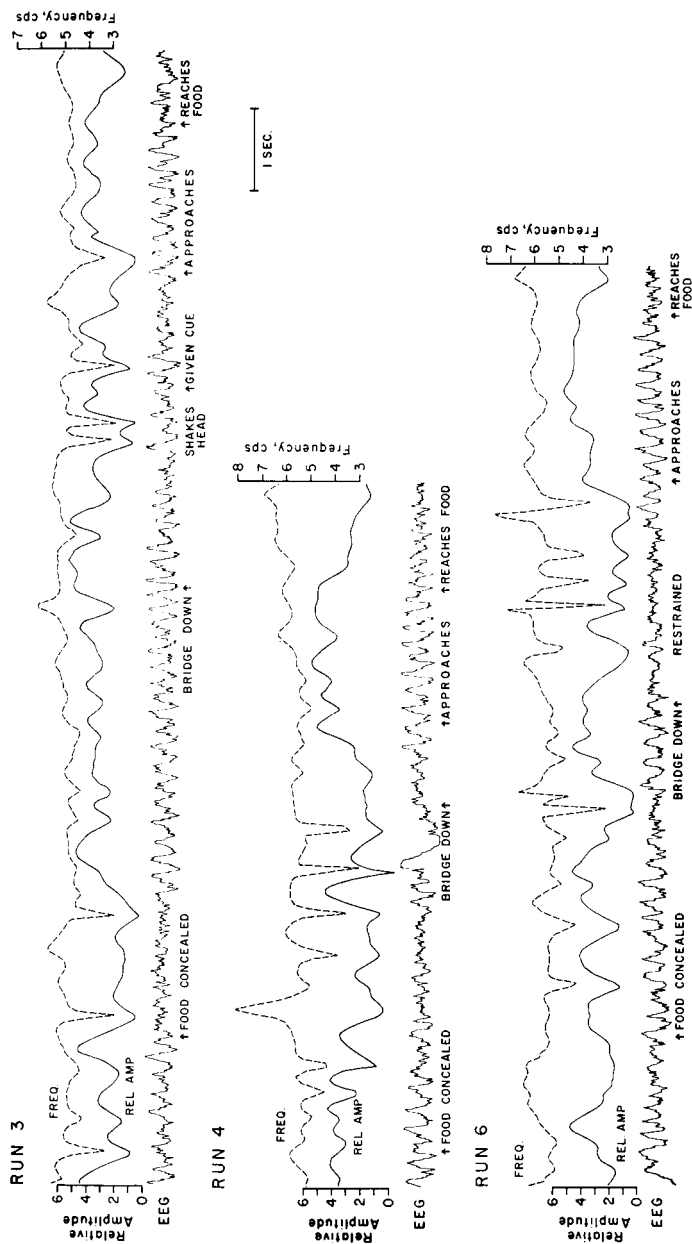 RUN 3
Frequency, cps
7
6
5
4
3
FREQ.
REL AMP
6
4
2
0
Relative
Amplitude
EEG
↑FOOD CONCEALED
BRIDGE DOWN↑
SHAKES
HEAD
↑GIVEN CUE
↑APPROACHES
↑REACHES
FOOD
1 SEC.
RUN 4
Frequency, cps
8
7
6
5
4
3
FREQ.
REL AMP
6
4
2
0
Relative
Amplitude
EEG
↑FOOD CONCEALED
BRIDGE DOWN↑
↑APPROACHES
↑REACHES FOOD
RUN 6
Frequency, cps
8
7
6
5
4
3
FREQ.
REL AMP
6
4
2
0
Relative
Amplitude
EEG
↑FOOD CONCEALED
BRIDGE DOWN↑
RESTRAINED
↑APPROACHES
↑REACHES
FOOD